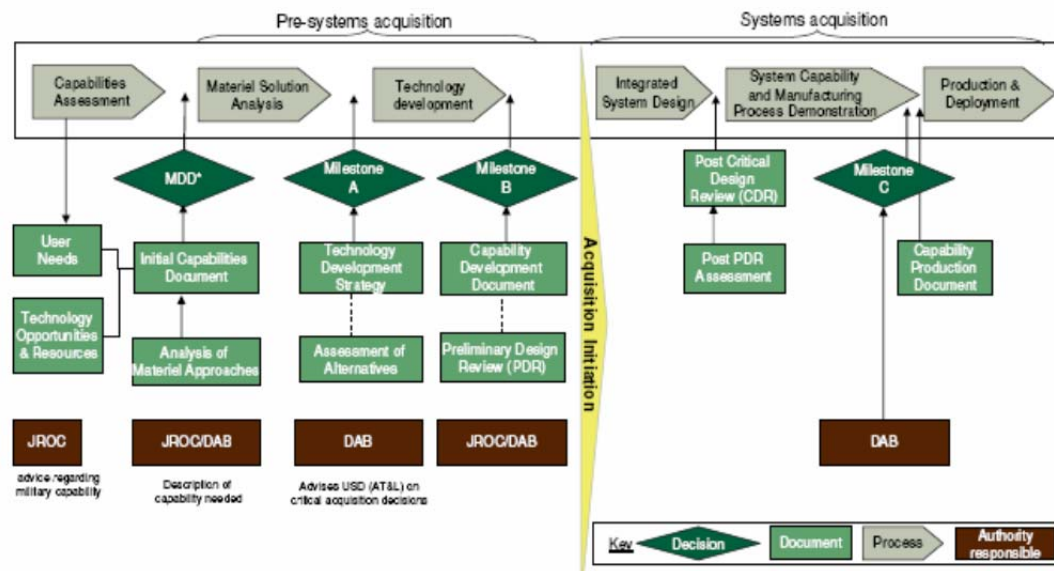 Pre-systems acquisition
Systems acquisition
Capabilities
Assessment
Materiel Solution
Analysis
Technology
development
Integrated
System Design
System Capability
and Manufacturing
Process Demonstration
Production &
Deployment
MDD*
Milestone
A
Milestone
B
Post Critical
Design
Review (CDR)
Milestone
C
User
Needs
Initial Capabilities
Document
Technology
Development
Strategy
Capability
Development
Document
Post PDR
Assessment
Capability
Production
Document
Technology
Opportunities
& Resources
Analysis of
Materiel Approaches
Assessment of
Alternatives
Preliminary Design
Review (PDR)
Acquisition Initiation
JROC
JROC/DAB
DAB
JROC/DAB
DAB
advice regarding
military capability
Description of
capability needed
Advises USD (AT&L) on
critical acquisition decisions
Key
Decision
Document
Process
Authority
responsible